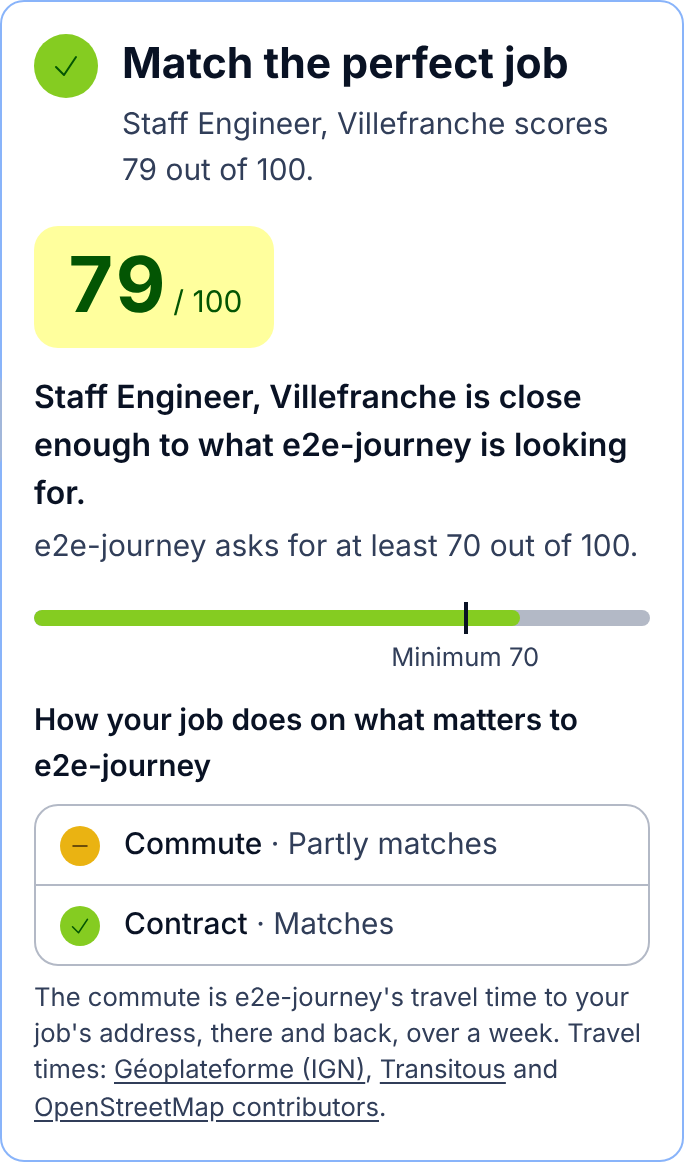 Match the perfect job
Staff Engineer, Villefranche scores
79 out of 100.
79 / 100
Staff Engineer, Villefranche is close
enough to what e2e-journey is looking
for.
e2e-journey asks for at least 70 out of 100.
Minimum 70
How your job does on what matters to
e2e-journey
Commute · Partly matches
Contract · Matches
The commute is e2e-journey's travel time to your
job's address, there and back, over a week. Travel
times: Géoplateforme (IGN), Transitous and
OpenStreetMap contributors.